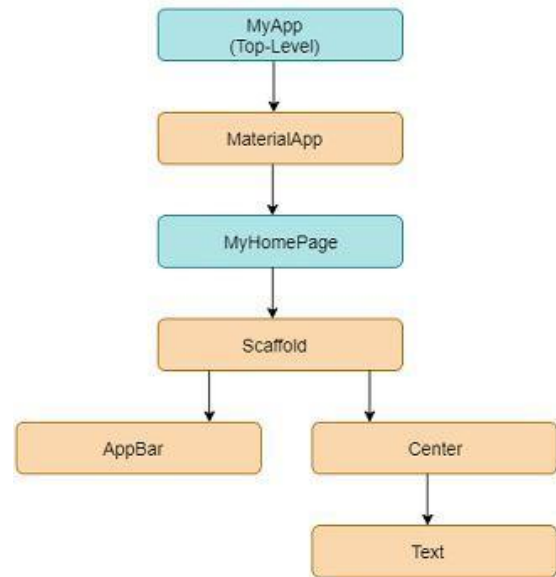 MyApp
(Top-Level)
MaterialApp
MyHomePage
Scaffold
AppBar
Center
Text